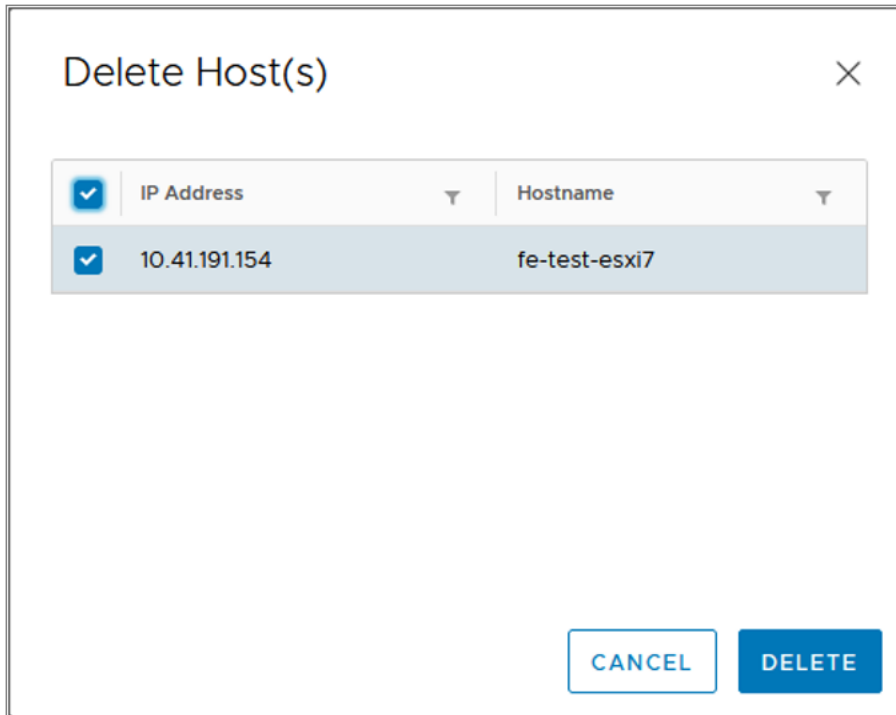 Delete Host(s)
IP Address Hostname
10.41.191.154 fe-test-esxi7
CANCEL DELETE